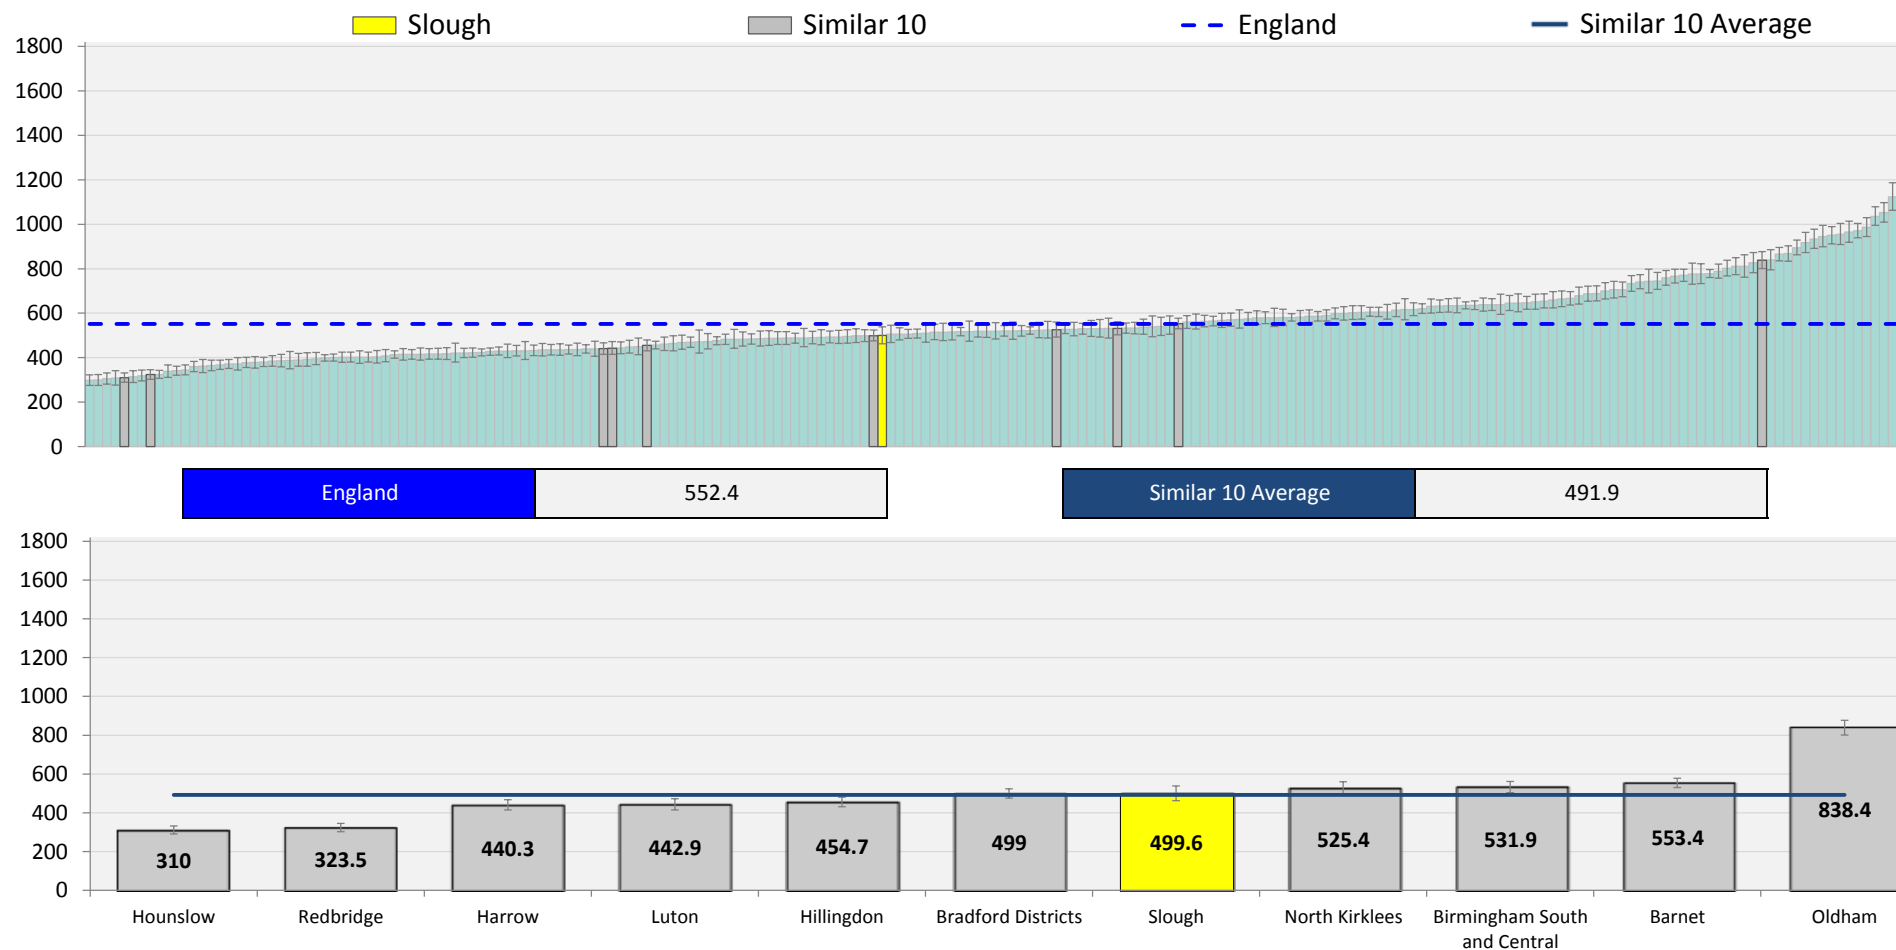 Slough
Similar 10
England
Similar 10 Average
1800
1600
1400
1200
1000
800
600
400
200
0
England 552.4
Similar 10 Average 491.9
1800
1600
1400
1200
1000
800
600
400
200
0
310
323.5
440.3
442.9
454.7
499
499.6
525.4
531.9
553.4
838.4
Hounslow
Redbridge
Harrow
Luton
Hillingdon
Bradford Districts
Slough
North Kirklees
Birmingham South
and Central
Barnet
Oldham